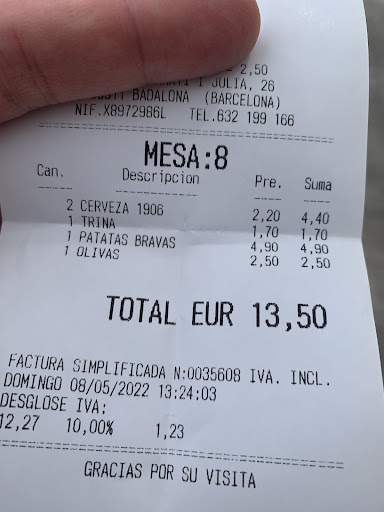 2,50
I JULIA, 26
BADALONA (BARCELONA)
NIF.X8972986L TEL.632 199 166
MESA:8
Can. Descripcion Pre. Suma
2 CERVEZA 1906 2,20 4,40
1 TRINA 1,70 1,70
1 PATATAS BRAVAS 4,90 4,90
1 OLIVAS 2,50 2,50
TOTAL EUR 13,50
FACTURA SIMPLIFICADA N:0035608 IVA. INCL.
DOMINGO 08/05/2022 13:24:03
DESGLOSE IVA:
12,27 10,00% 1,23
GRACIAS POR SU VISITA